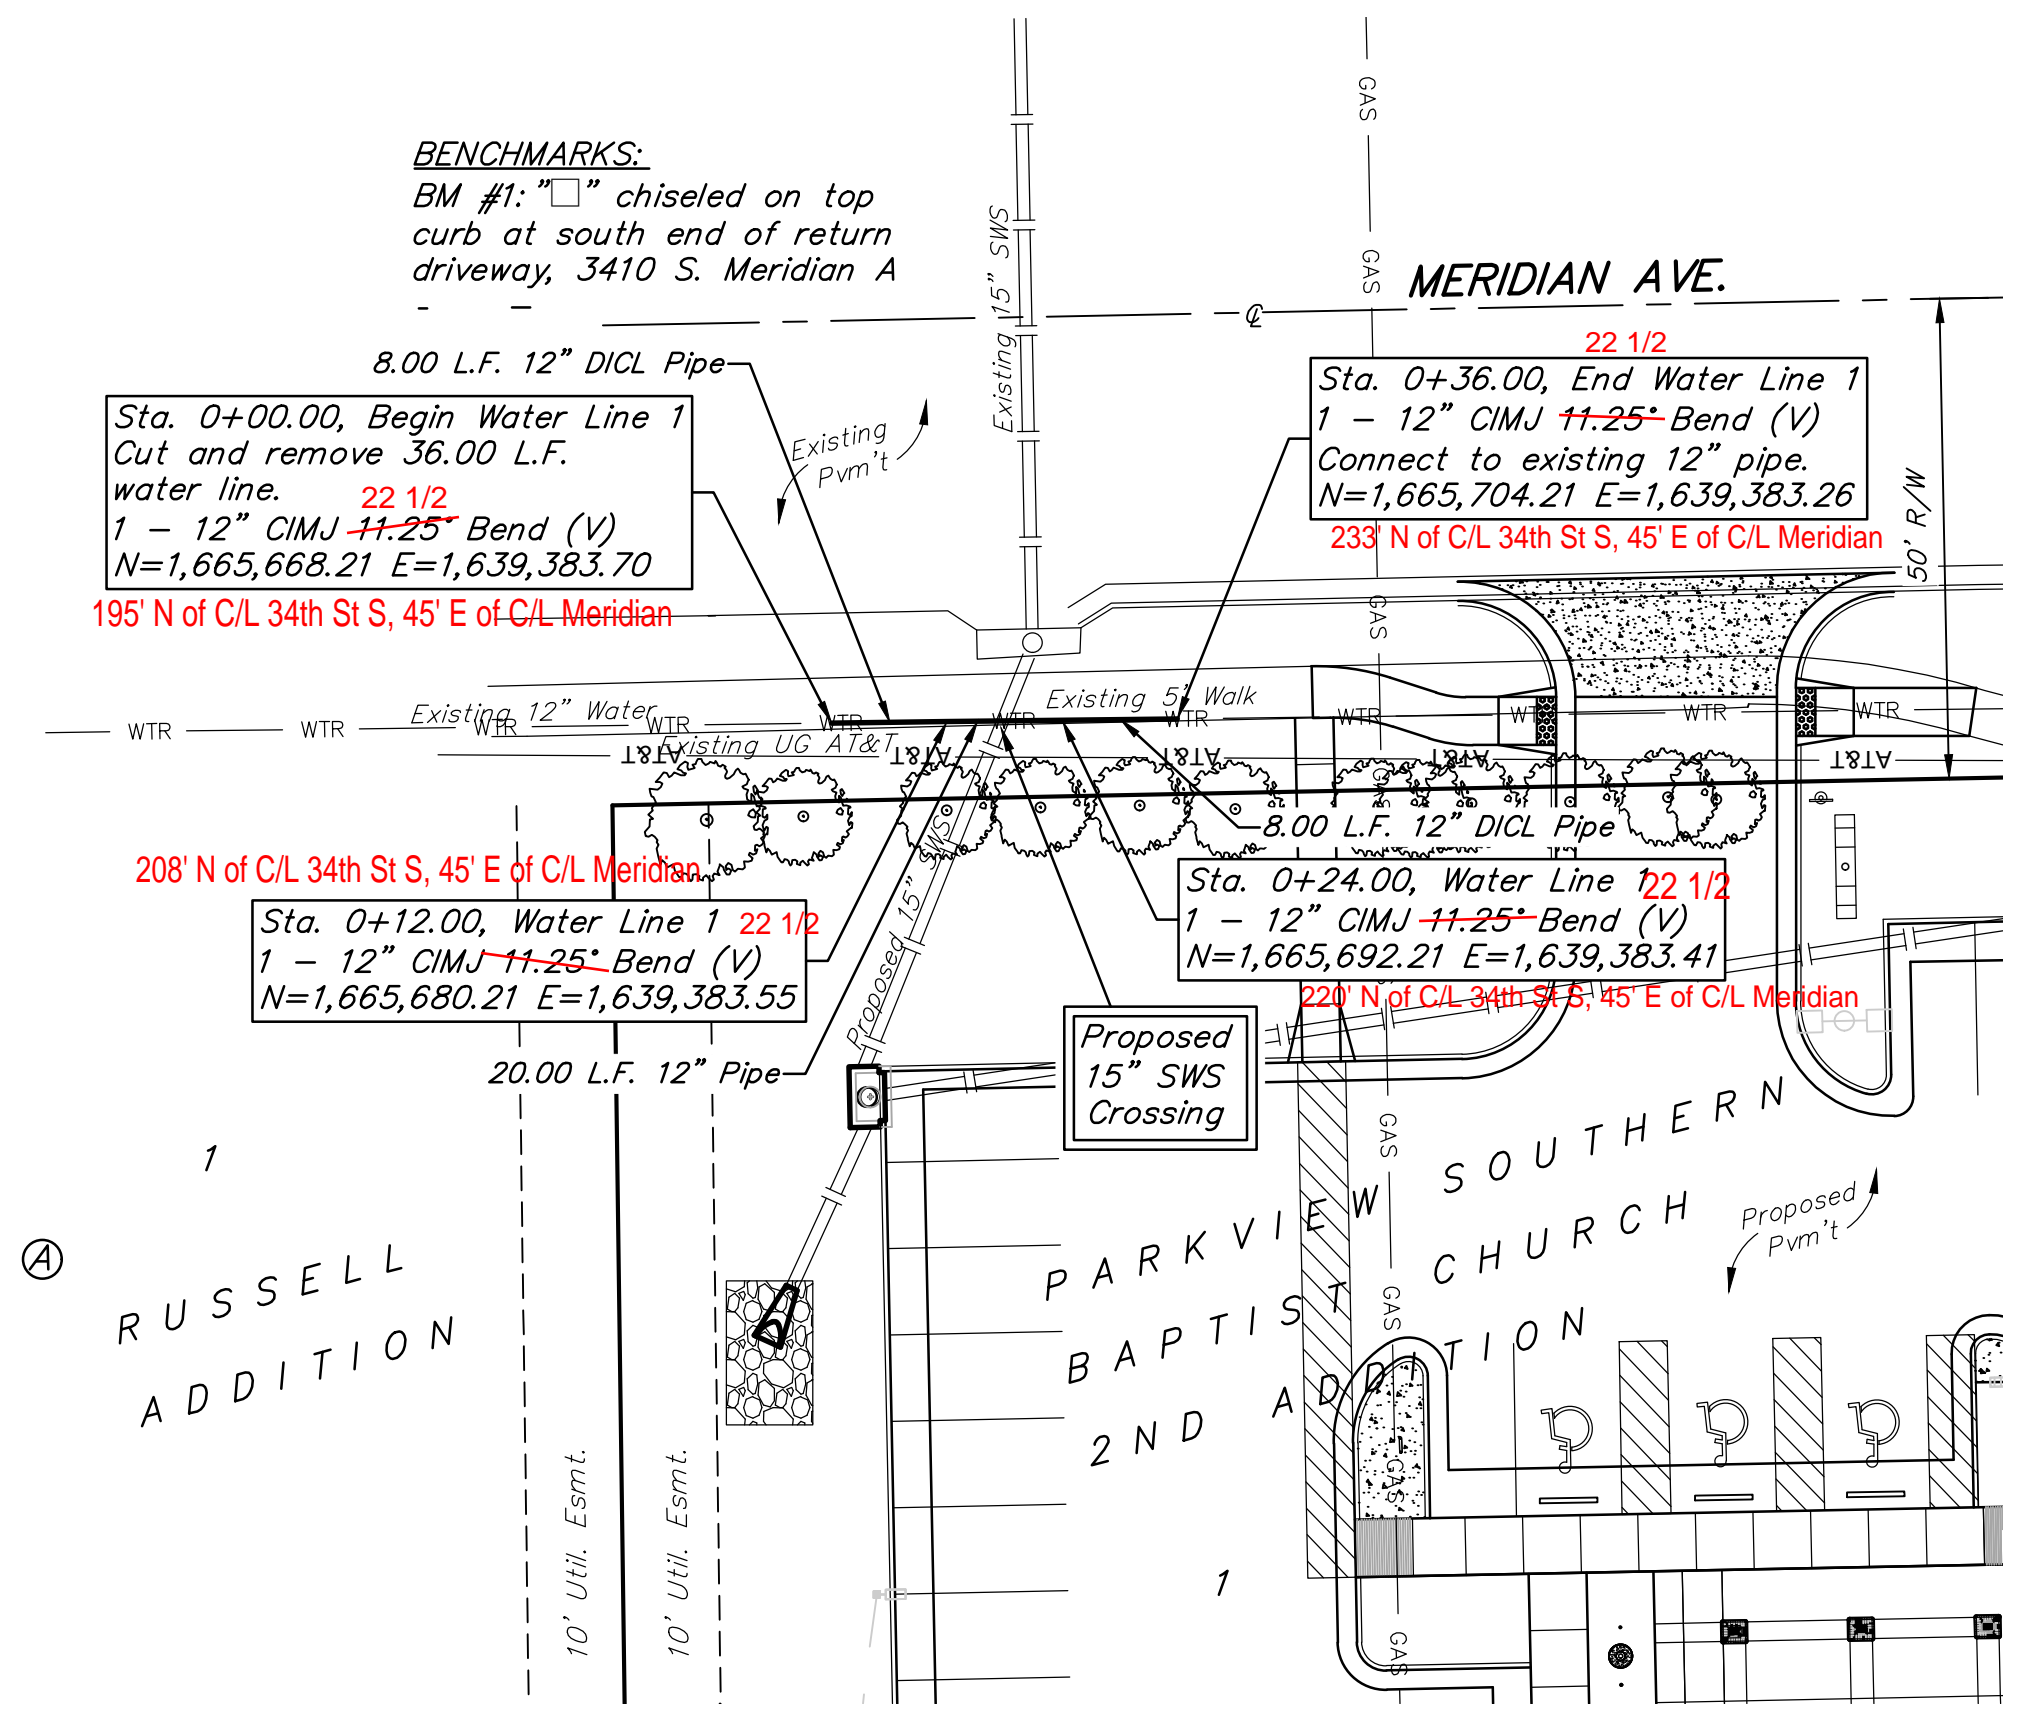 BENCHMARKS:
BM #1: "□" chiseled on top
curb at south end of return
driveway, 3410 S. Meridian A
- -
MERIDIAN AVE.
℄
GAS
GAS
Existing 15" SWS
8.00 L.F. 12" DICL Pipe
Existing
Pvm't
Sta. 0+00.00, Begin Water Line 1
Cut and remove 36.00 L.F.
water line.
22 1/2
1 - 12" CIMJ 11.25° Bend (V)
N=1,665,668.21 E=1,639,383.70
195' N of C/L 34th St S, 45' E of C/L Meridian
22 1/2
Sta. 0+36.00, End Water Line 1
1 - 12" CIMJ 11.25° Bend (V)
Connect to existing 12" pipe.
N=1,665,704.21 E=1,639,383.26
233' N of C/L 34th St S, 45' E of C/L Meridian
50' R/W
GAS
Existing 5' Walk
Existing 12" Water
WTR
WTR
WTR
WTR
WTR
WTR
WTR
WTR
WTR
WTR
WTR
Existing UG AT&T
AT&T
AT&T
AT&T
AT&T
AT&T
GAS
8.00 L.F. 12" DICL Pipe
208' N of C/L 34th St S, 45' E of C/L Meridian
Sta. 0+12.00, Water Line 1
22 1/2
1 - 12" CIMJ 11.25° Bend (V)
N=1,665,680.21 E=1,639,383.55
Sta. 0+24.00, Water Line 1
22 1/2
1 - 12" CIMJ 11.25° Bend (V)
N=1,665,692.21 E=1,639,383.41
220' N of C/L 34th St S, 45' E of C/L Meridian
Proposed 15" SWS
20.00 L.F. 12" Pipe
Proposed
15" SWS
Crossing
GAS
1
A
RUSSELL
ADDITION
PARKVIEW SOUTHERN
BAPTIST CHURCH
2ND ADDITION
Proposed
Pvm't
GAS
GAS
10' Util. Esmt.
10' Util. Esmt.
1
GAS